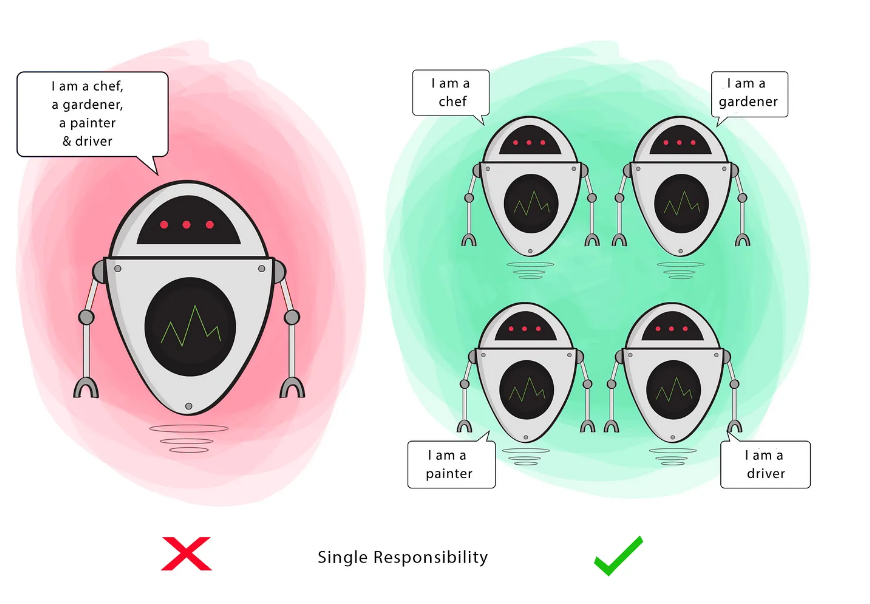 I am a chef,
a gardener,
a painter
& driver
I am a
chef
I am a
gardener
I am a
painter
I am a
driver
Single Responsibility